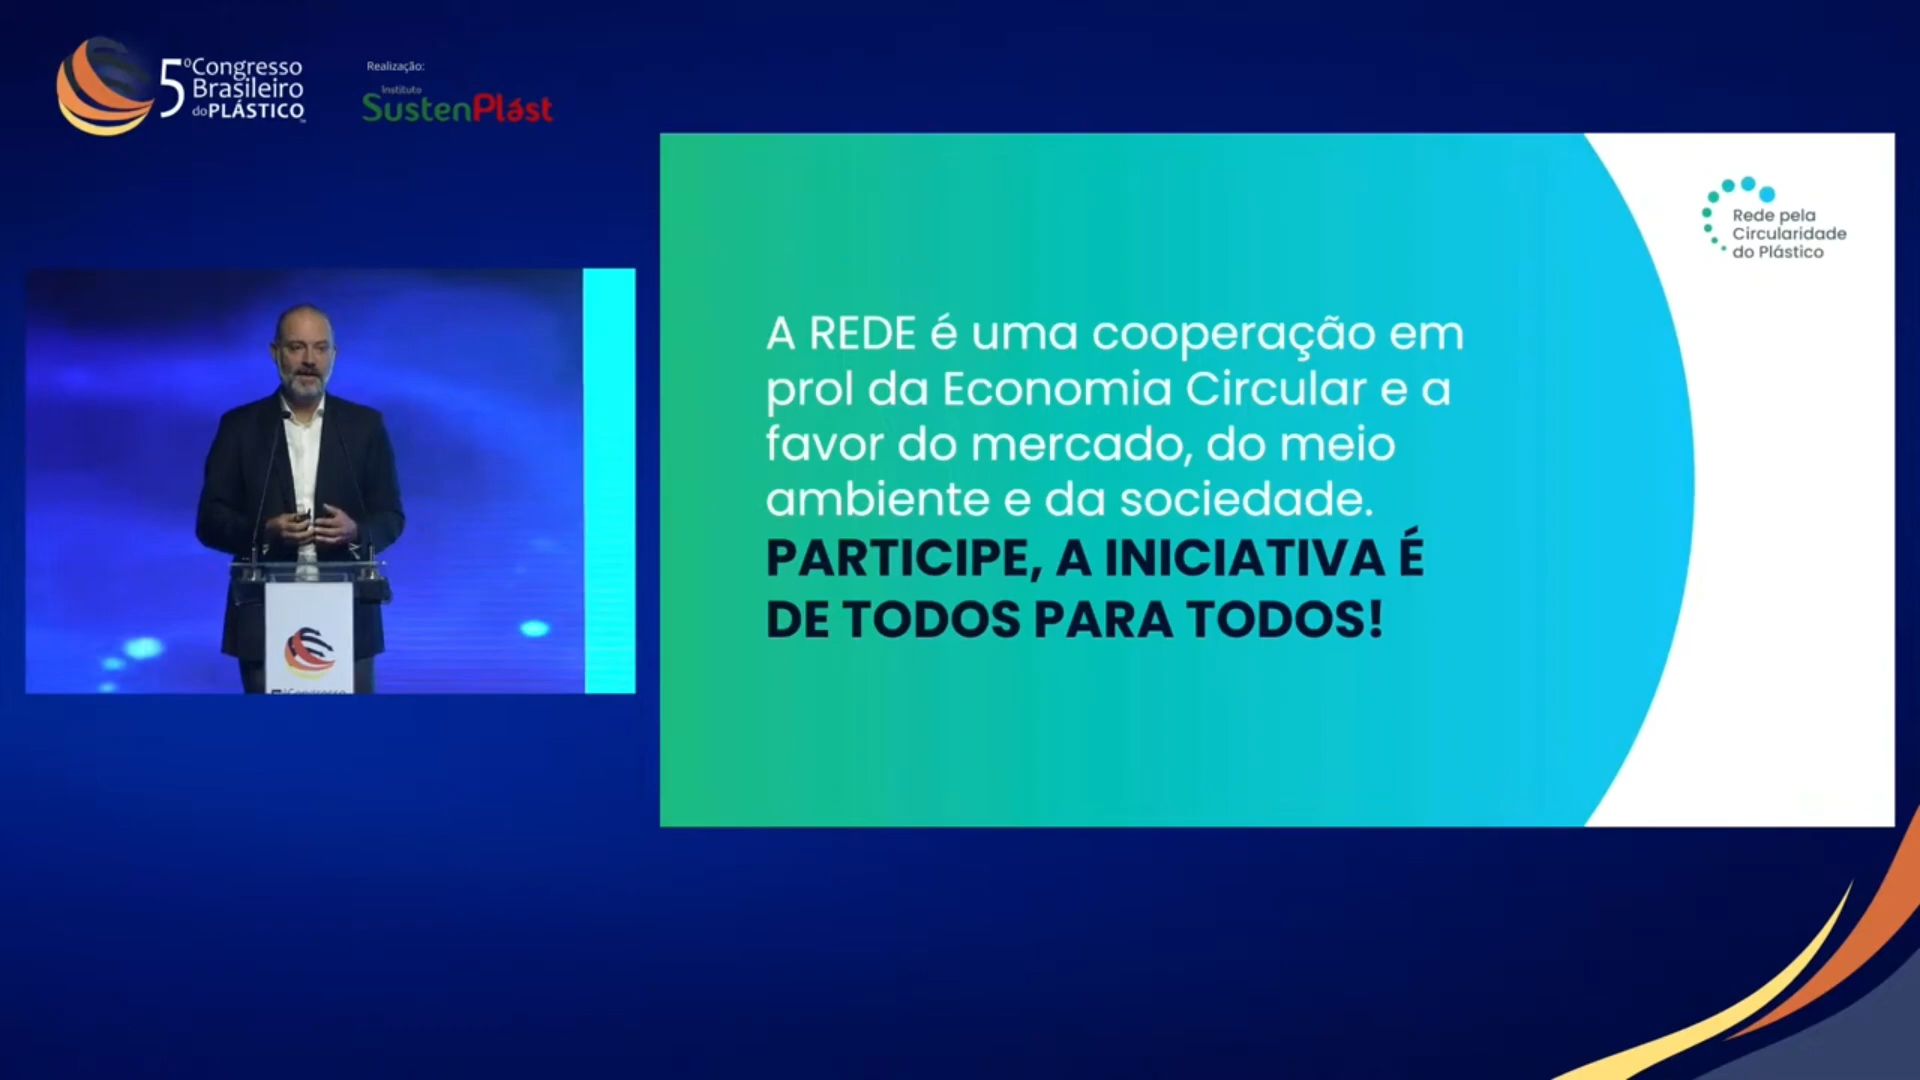 5º Congresso
Brasileiro
do PLÁSTICO
Realização:
Instituto
SustenPlást
Rede pela
Circularidade
do Plástico
A REDE é uma cooperação em
prol da Economia Circular e a
favor do mercado, do meio
ambiente e da sociedade.
PARTICIPE, A INICIATIVA É
DE TODOS PARA TODOS!